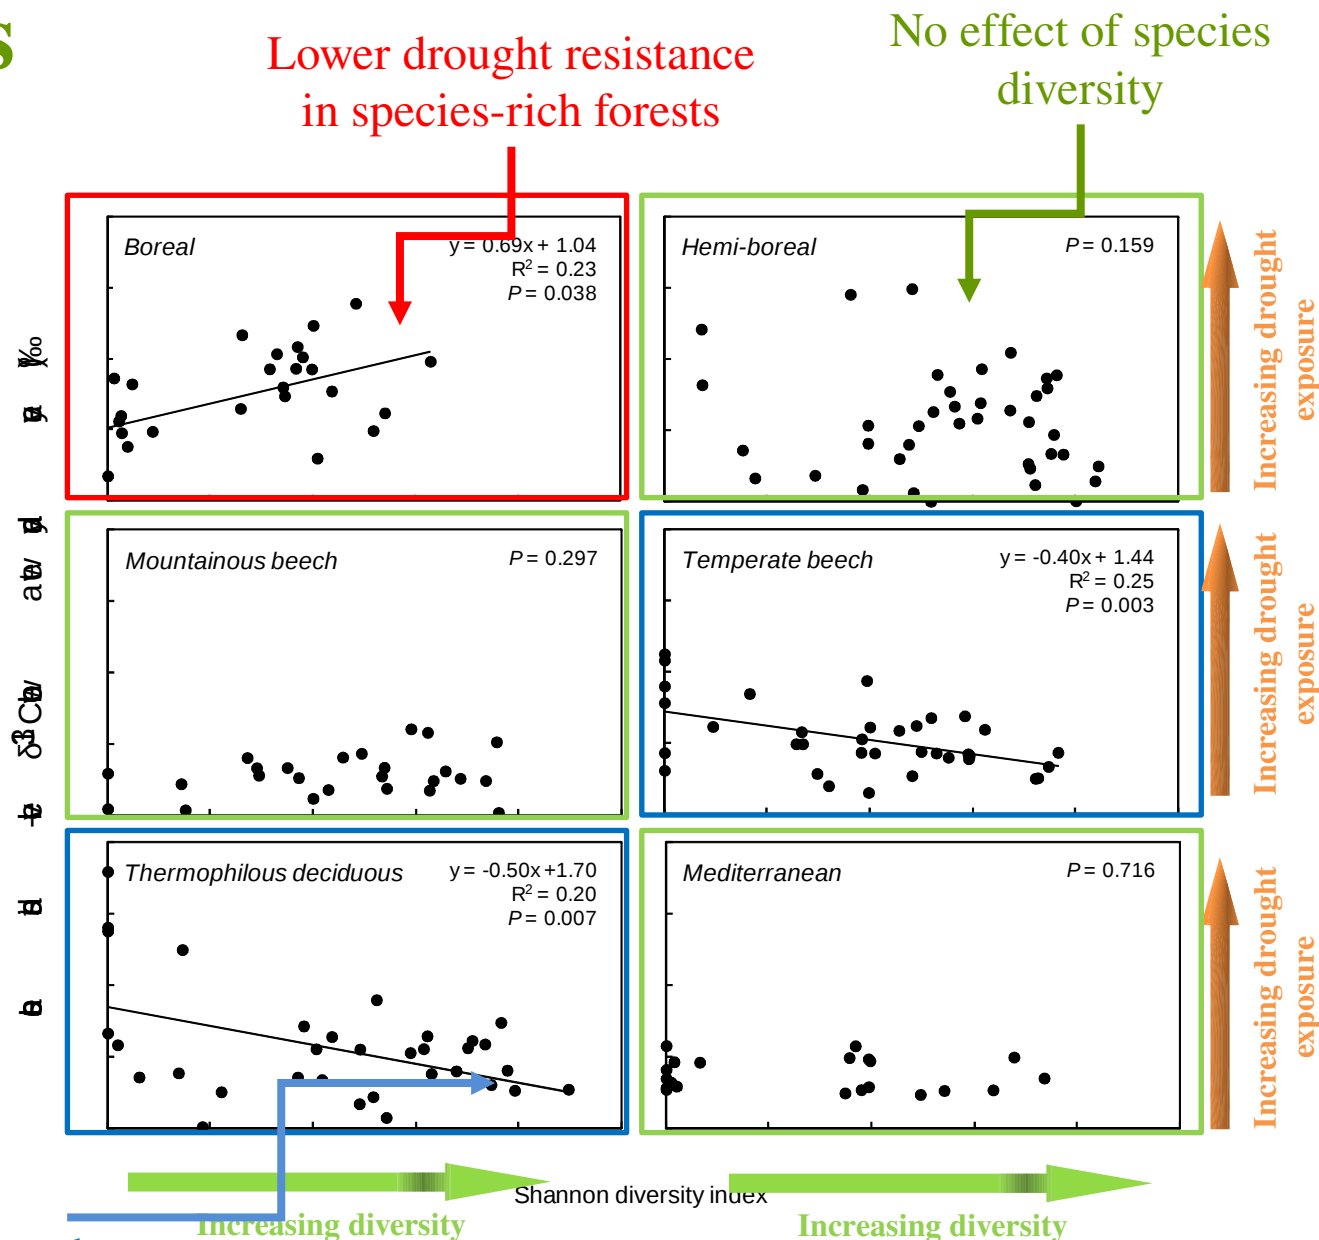 s
Lower drought resistance
in species-rich forests
No effect of species
diversity
Boreal
y = 0.69x + 1.04
R² = 0.23
P = 0.038
Hemi-boreal
P = 0.159
Increasing drought
exposure
Mountainous beech
P = 0.297
Temperate beech
y = -0.40x + 1.44
R² = 0.25
P = 0.003
Increasing drought
exposure
Thermophilous deciduous
y = -0.50x +1.70
R² = 0.20
P = 0.007
Mediterranean
P = 0.716
Increasing drought
exposure
Shannon diversity index
Increasing diversity
Increasing diversity